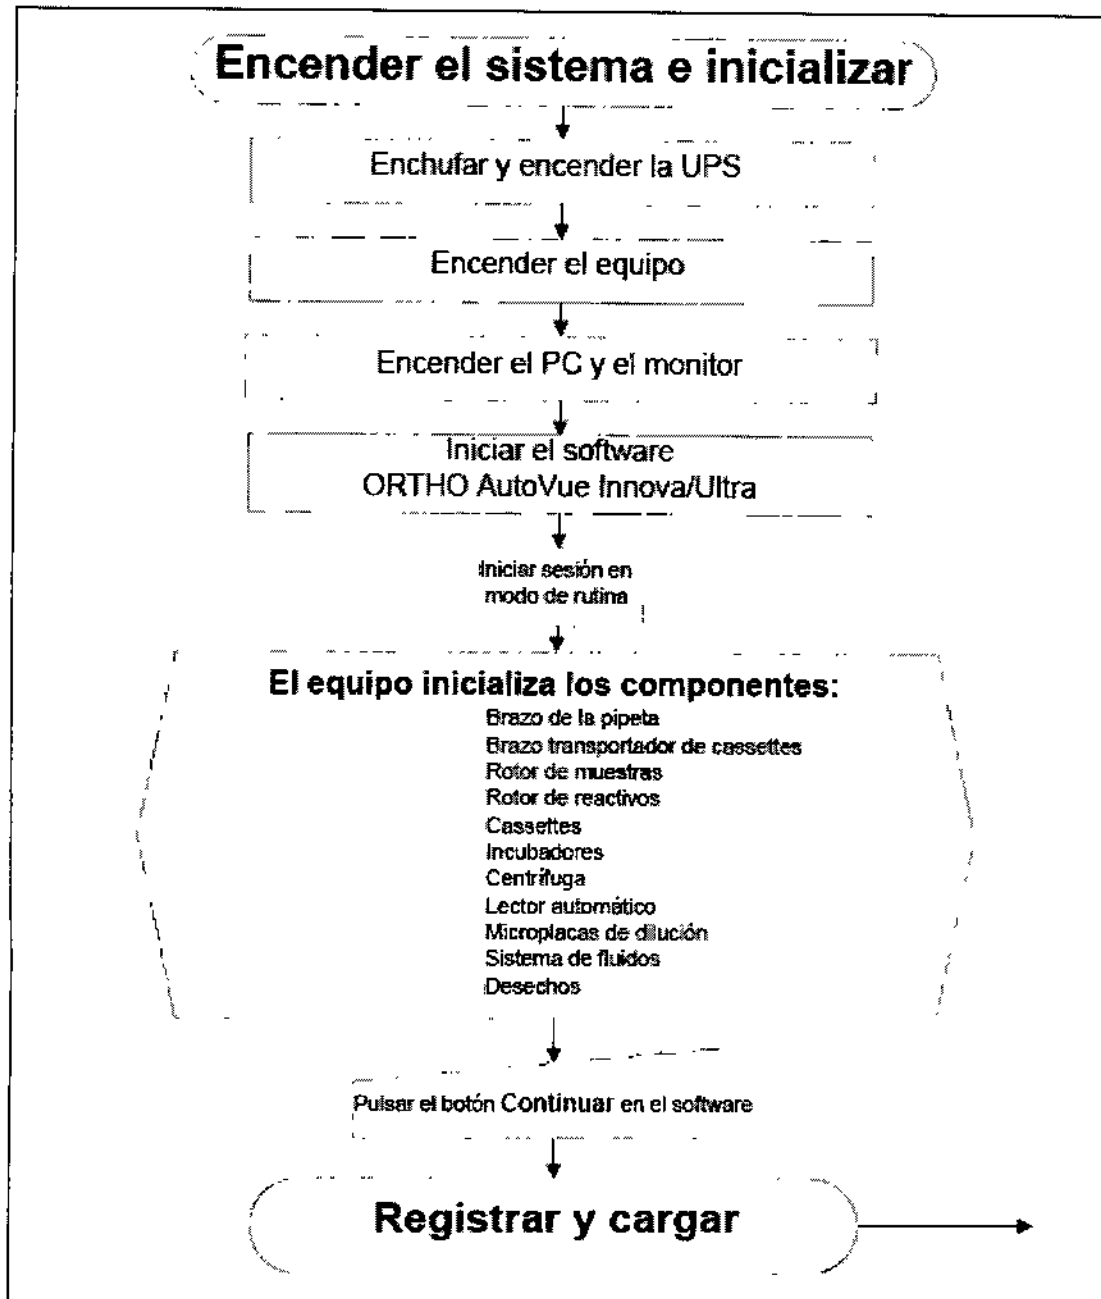 Encender el sistema e inicializar
Enchufar y encender la UPS
Encender el equipo
Encender el PC y el monitor
Iniciar el software
ORTHO AutoVue Innova/Ultra
Iniciar sesión en
modo de rutina
El equipo inicializa los componentes:
Brazo de la pipeta
Brazo transportador de cassettes
Rotor de muestras
Rotor de reactivos
Cassettes
Incubadores
Centrífuga
Lector automático
Microplacas de dilución
Sistema de fluidos
Desechos
Pulsar el botón Continuar en el software
Registrar y cargar